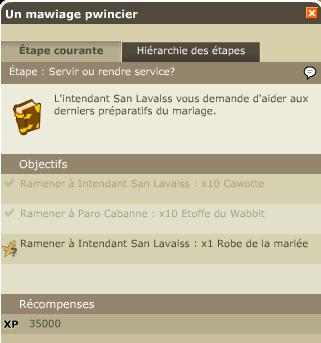 Un mawiage pwincier
Étape courante
Hiérarchie des étapes
Étape : Servir ou rendre service?
L'intendant San Lavalss vous demande d'aider aux
derniers préparatifs du mariage.
Objectifs
Ramener à Intendant San Lavalss : x10 Cawotte
Ramener à Paro Cabanne : x10 Etoffe du Wabbit
Ramener à Intendant San Lavalss : x1 Robe de la mariée
Récompenses
XP 35000